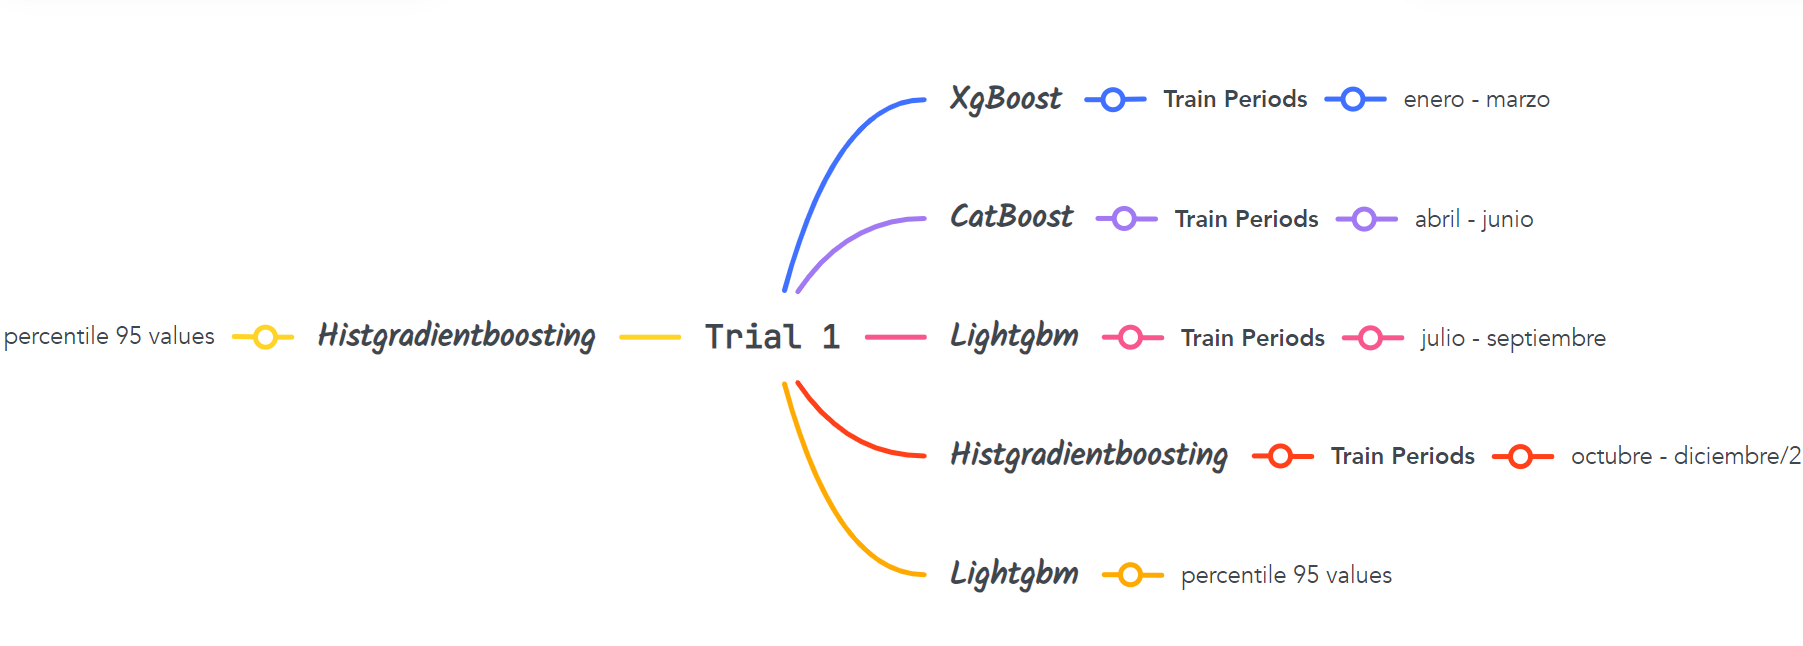 XgBoost Train Periods enero - marzo
CatBoost Train Periods abril - junio
percentile 95 values Histgradientboosting Trial 1 Lightgbm Train Periods julio - septiembre
Histgradientboosting Train Periods octubre - diciembre/2
Lightgbm percentile 95 values